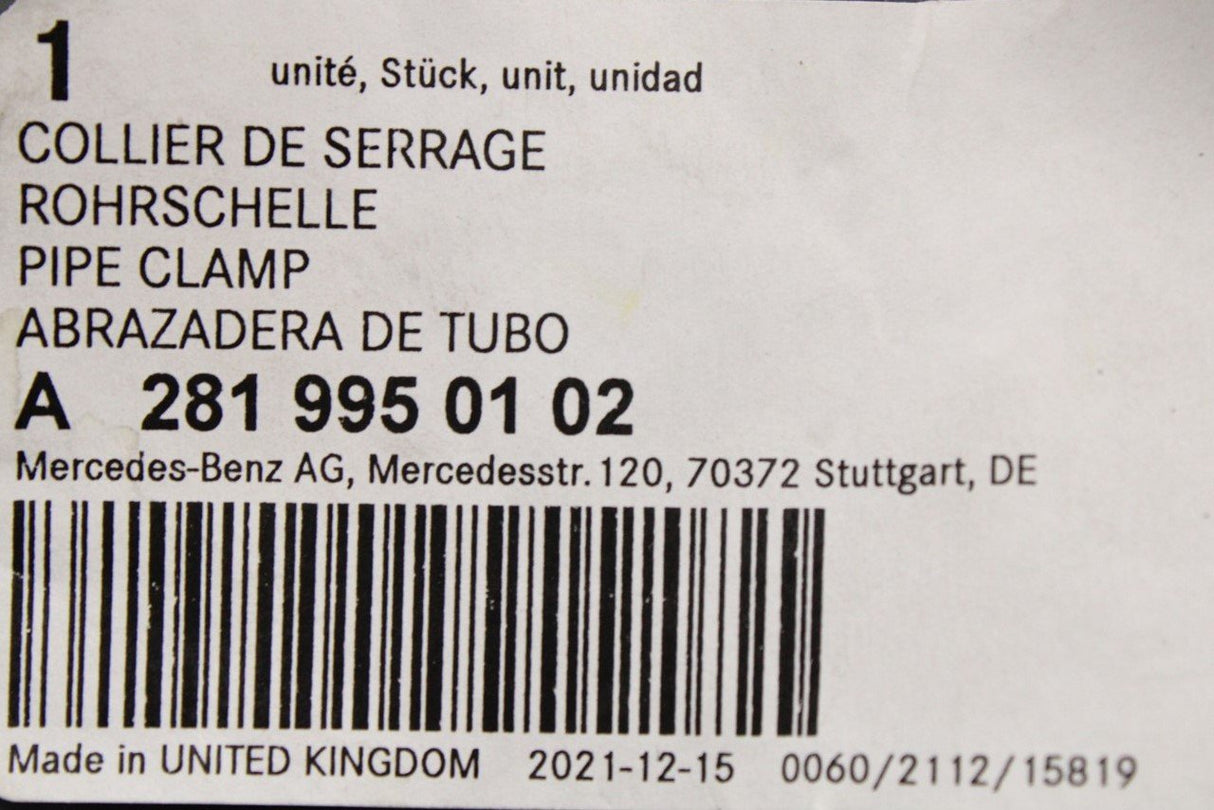 1 unité, Stück, unit, unidad
COLLIER DE SERRAGE
ROHRSCHELLE
PIPE CLAMP
ABRAZADERA DE TUBO
A 281 995 01 02
Mercedes-Benz AG, Mercedesstr. 120, 70372 Stuttgart, DE
Made in UNITED KINGDOM 2021-12-15 0060/2112/15819